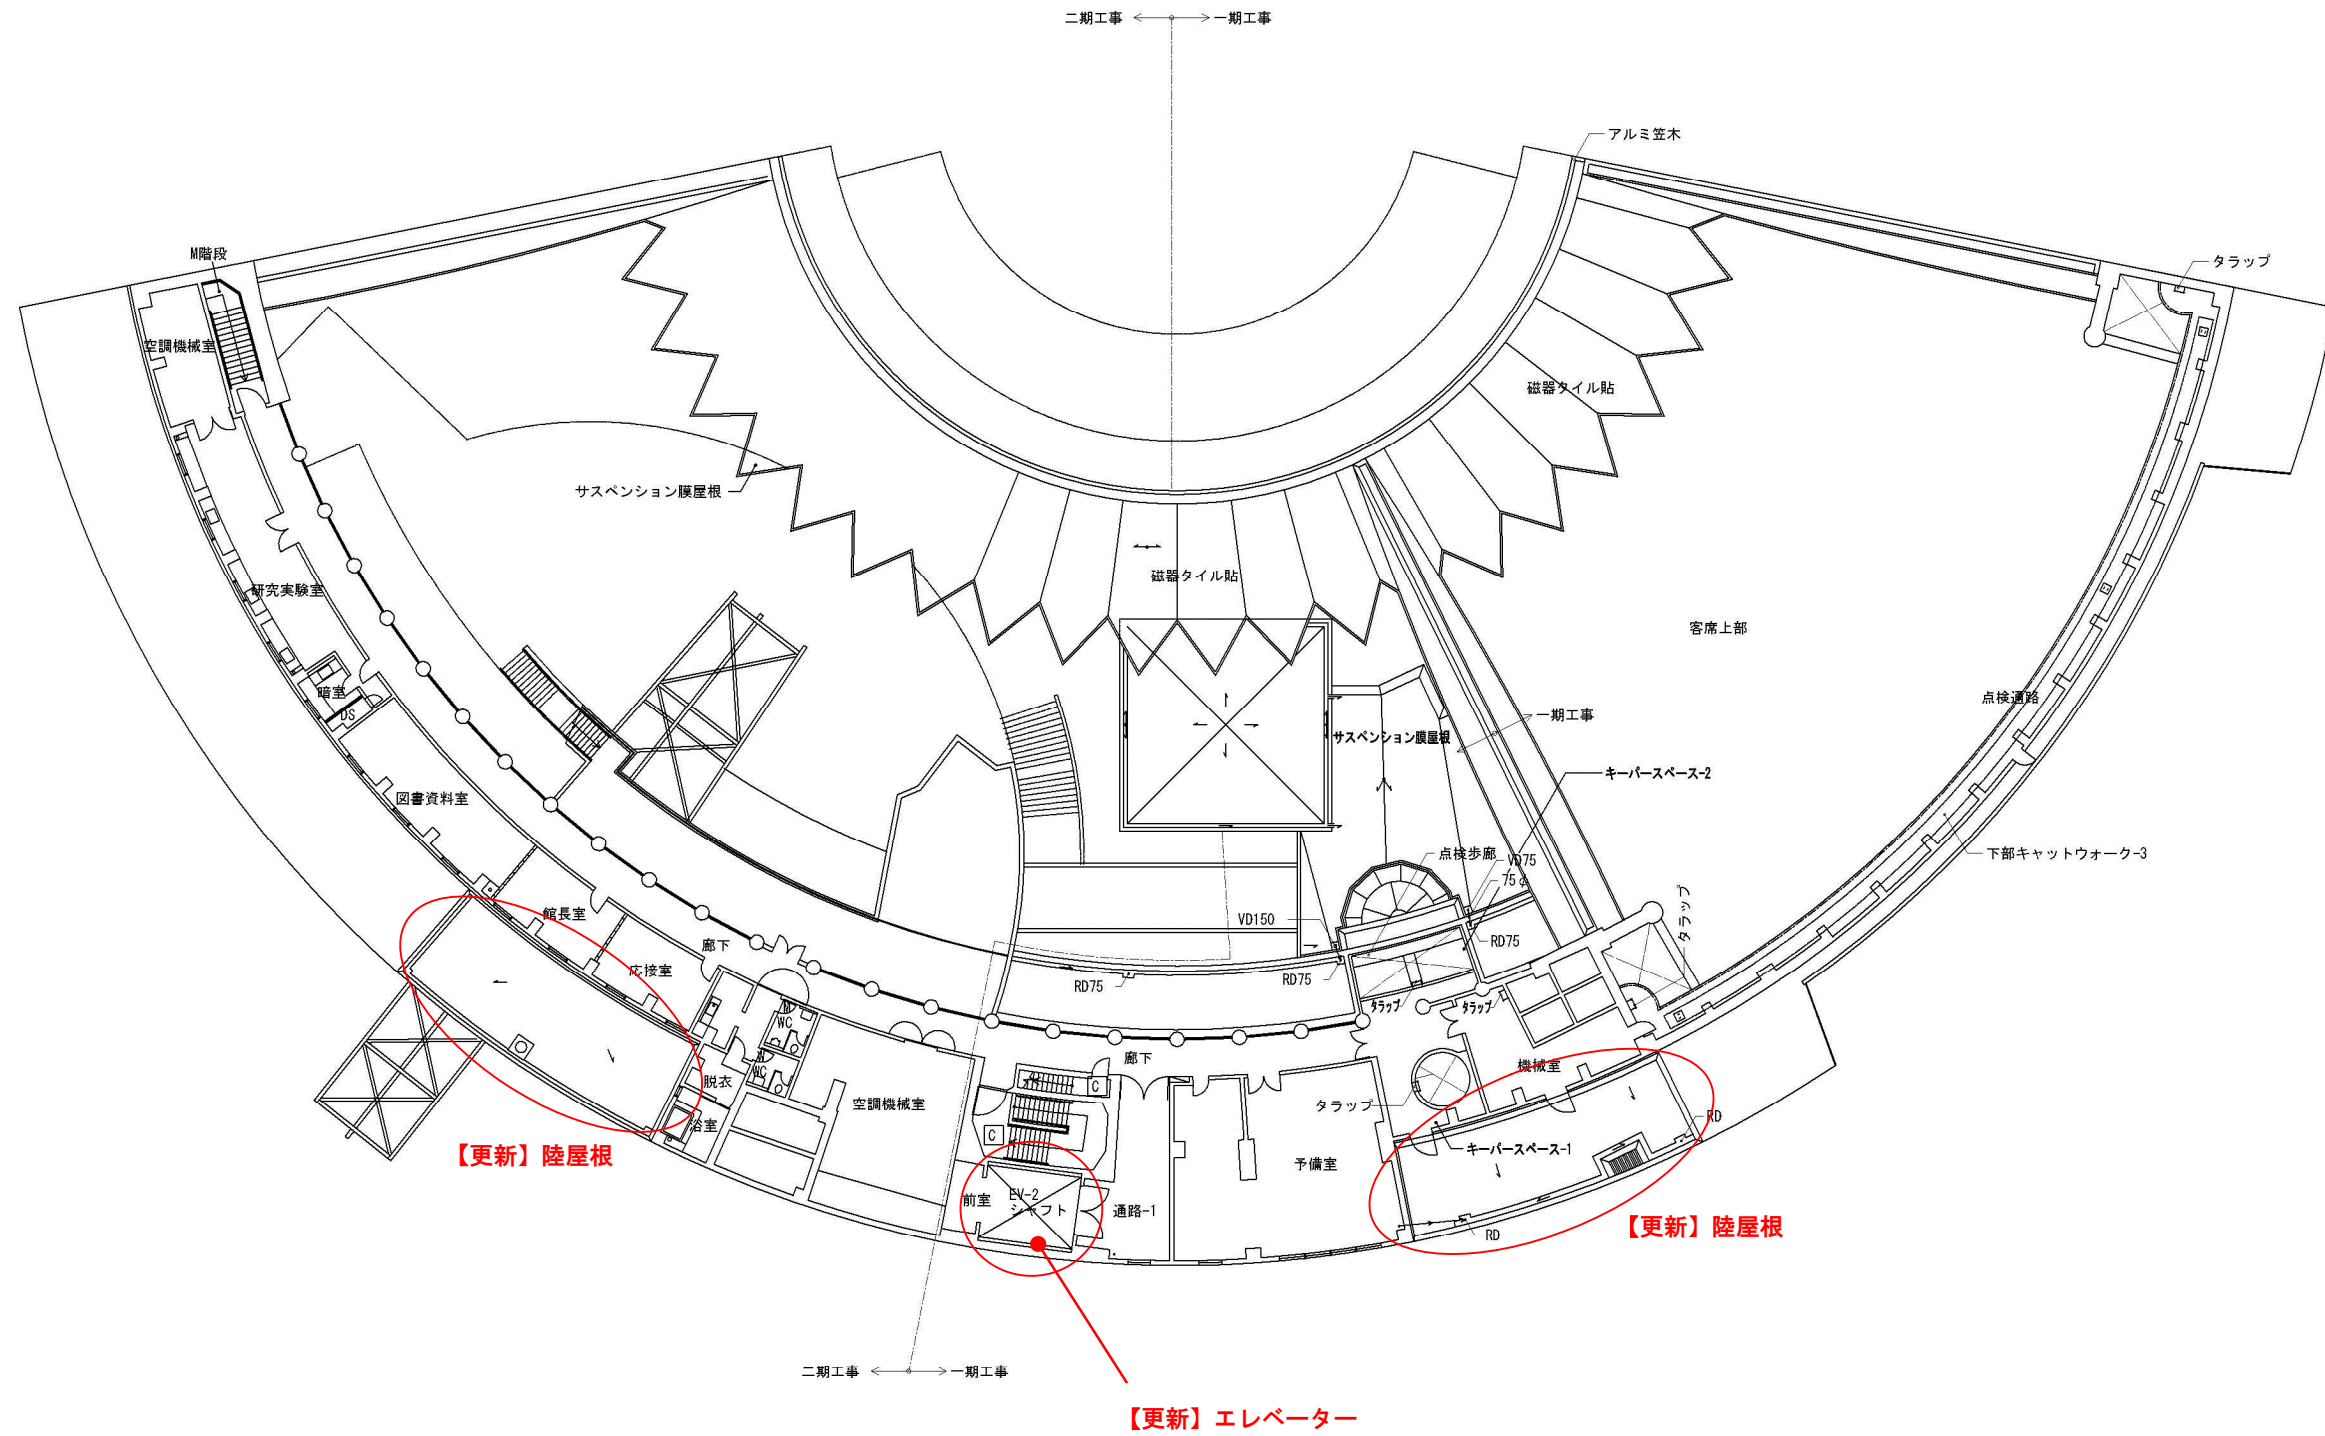 二期工事 一期工事
アルミ笠木
M階段
タラップ
空調機械室
磁器タイル貼
サスペンション膜屋根
磁器タイル貼
研究実験室
客席上部
暗室
DS
点検通路
一期工事
サスペンション膜屋根
キーパースペース-2
図書資料室
点検歩廊
VD75
75φ
下部キャットウォーク-3
タラップ
館長室
VD150
廊下
RD75
応接室
RD75
RD75
タラップ
タラップ
WC
廊下
機械室
WC
脱衣
C
空調機械室
タラップ
RD
浴室
C
キーパースペース-1
【更新】陸屋根
予備室
前室
EV-2
シャフト
通路-1
【更新】陸屋根
RD
二期工事 一期工事
【更新】エレベーター